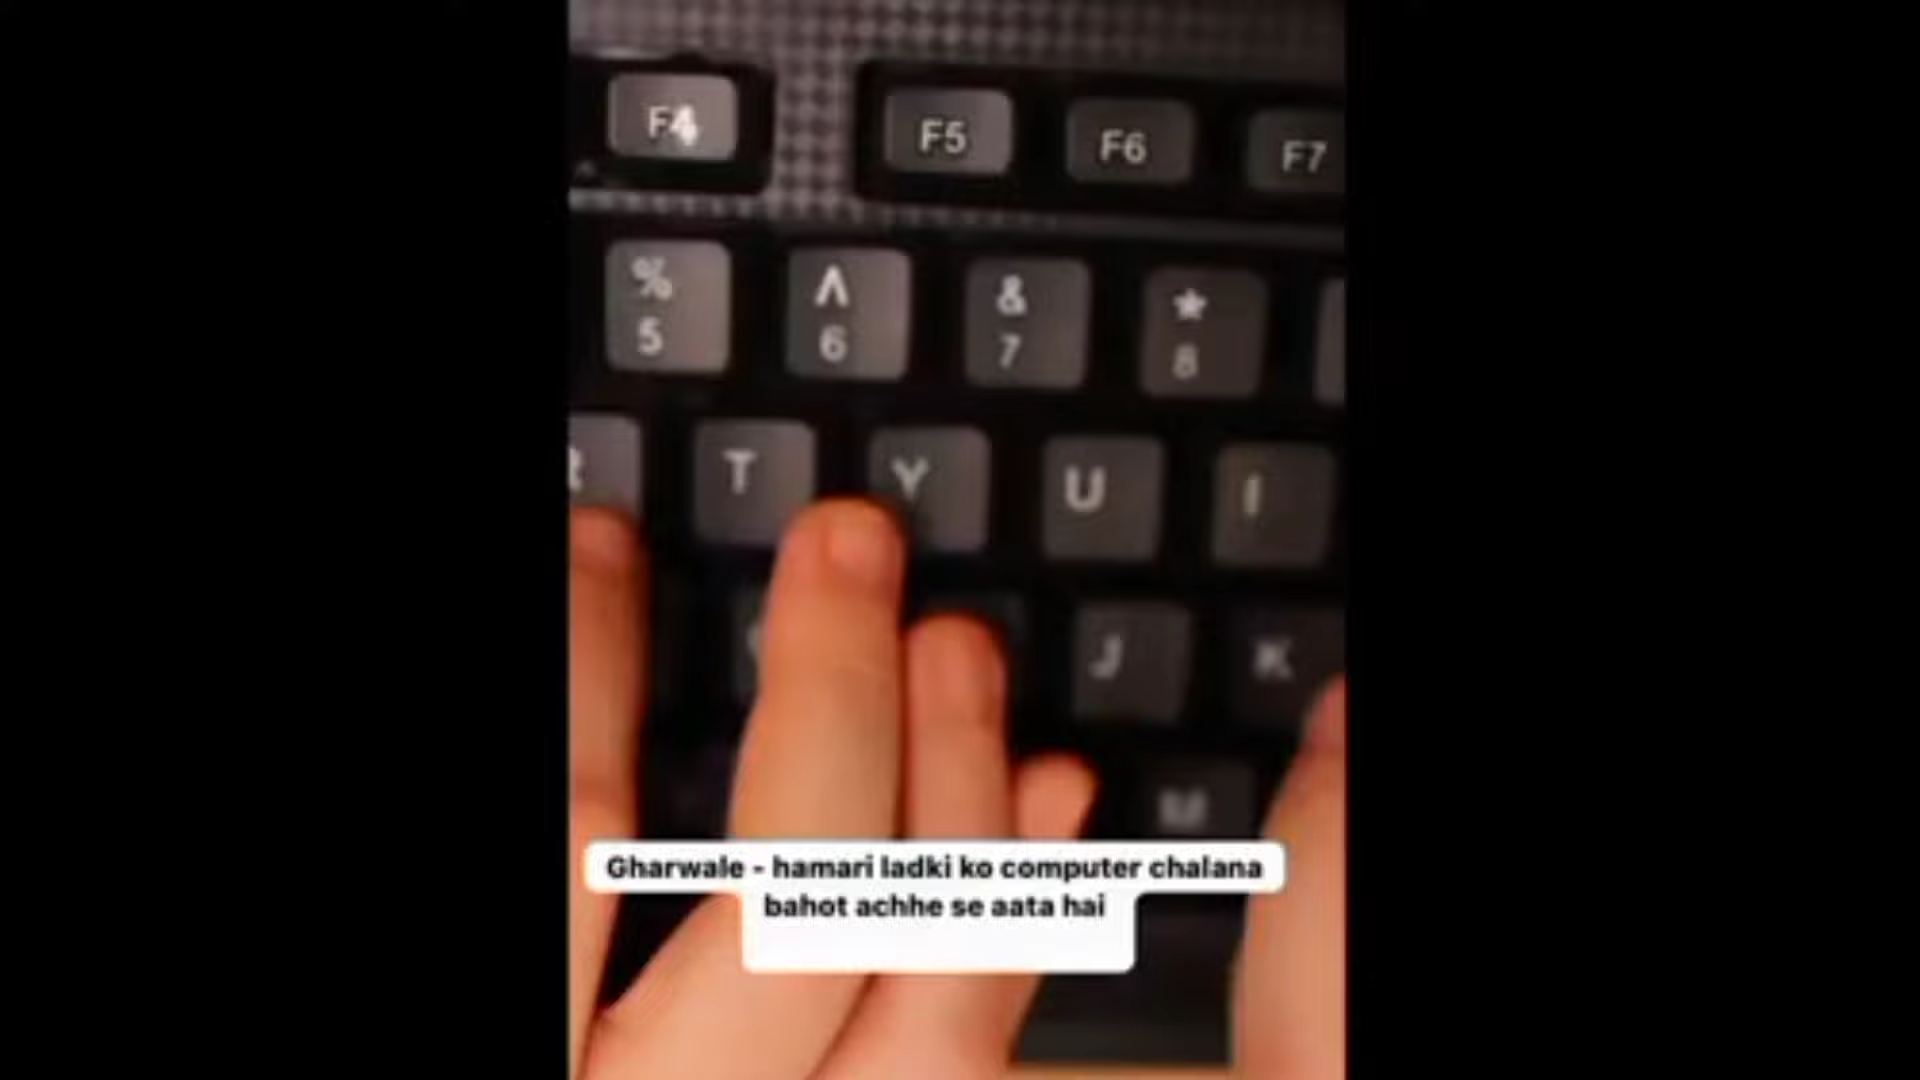 F4 F5 F6 F7
% ^ & *
5 6 7 8
T Y U I
J K
M
Gharwale - hamari ladki ko computer chalana
bahot achhe se aata hai